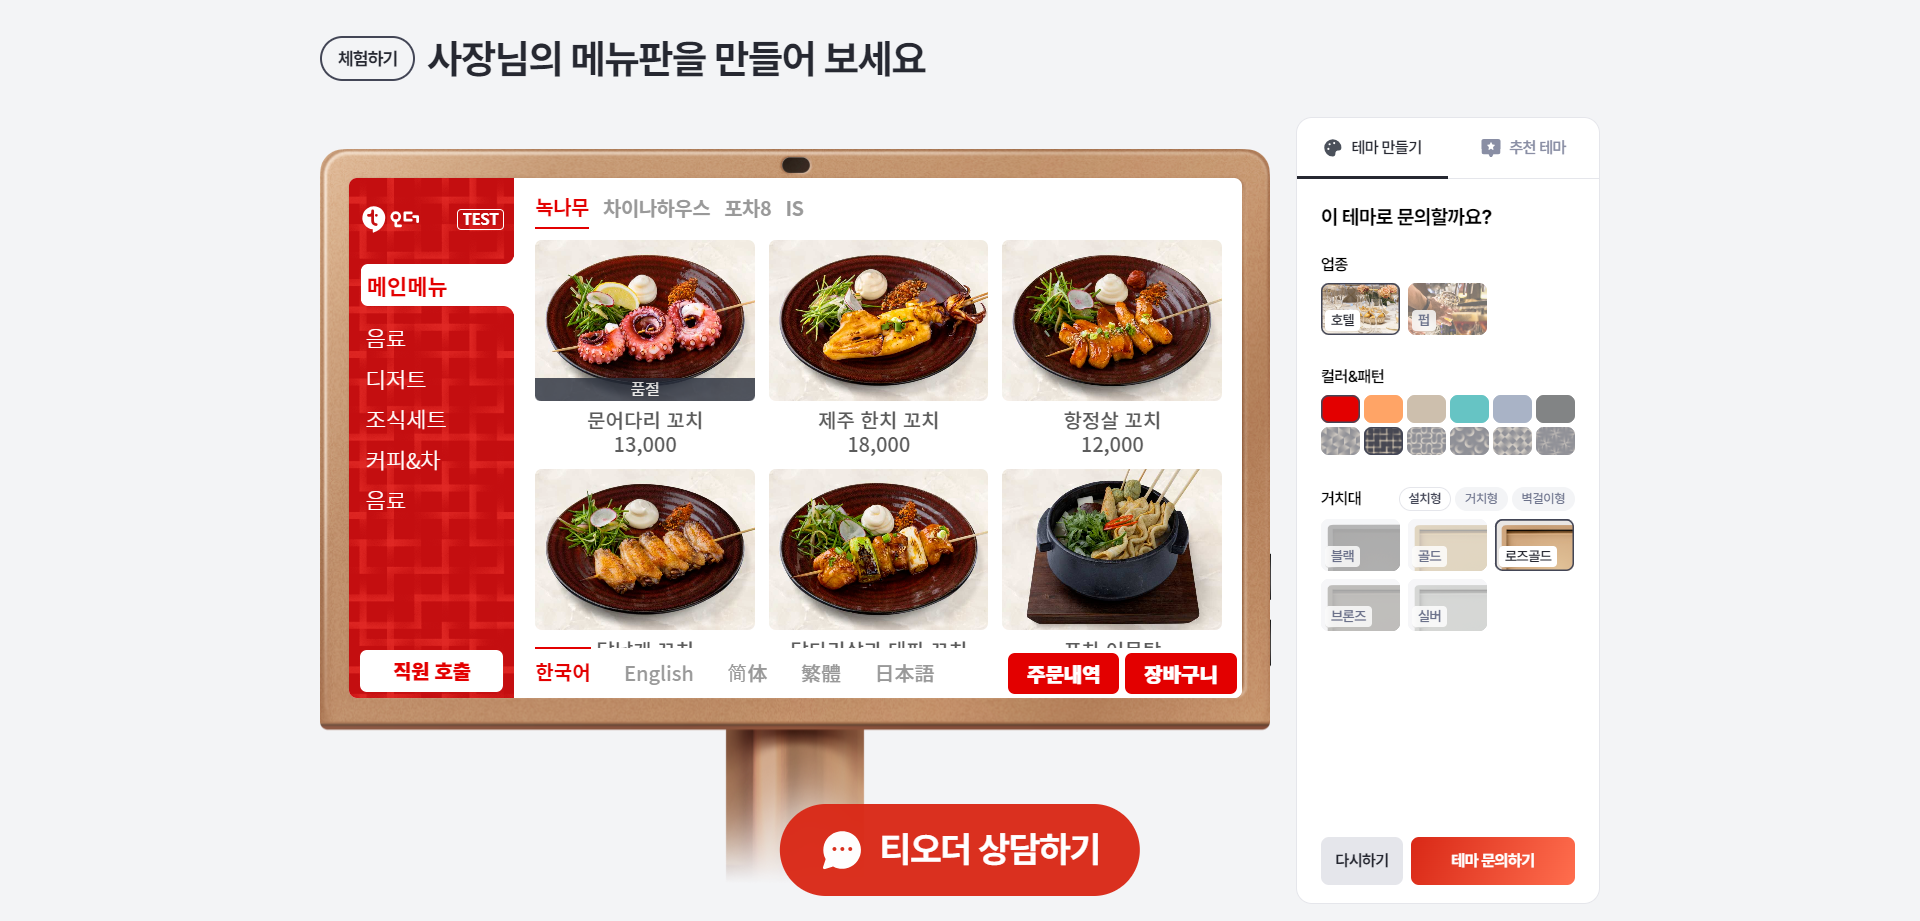 체험하기 사장님의 메뉴판을 만들어 보세요
테마 만들기 추천 테마
이 테마로 문의할까요?
업종
호텔 펍
컬러&패턴
거치대 설치형 거치형 벽걸이형
블랙 골드 로즈골드
브론즈 실버
다시하기 테마 문의하기
t 오더 TEST
메인메뉴
음료
디저트
조식세트
커피&차
음료
직원 호출
녹나무 차이나하우스 포차8 IS
품절
문어다리 꼬치 제주 한치 꼬치 항정살 꼬치
13,000 18,000 12,000
한국어 English 简体 繁體 日本語 주문내역 장바구니
티오더 상담하기